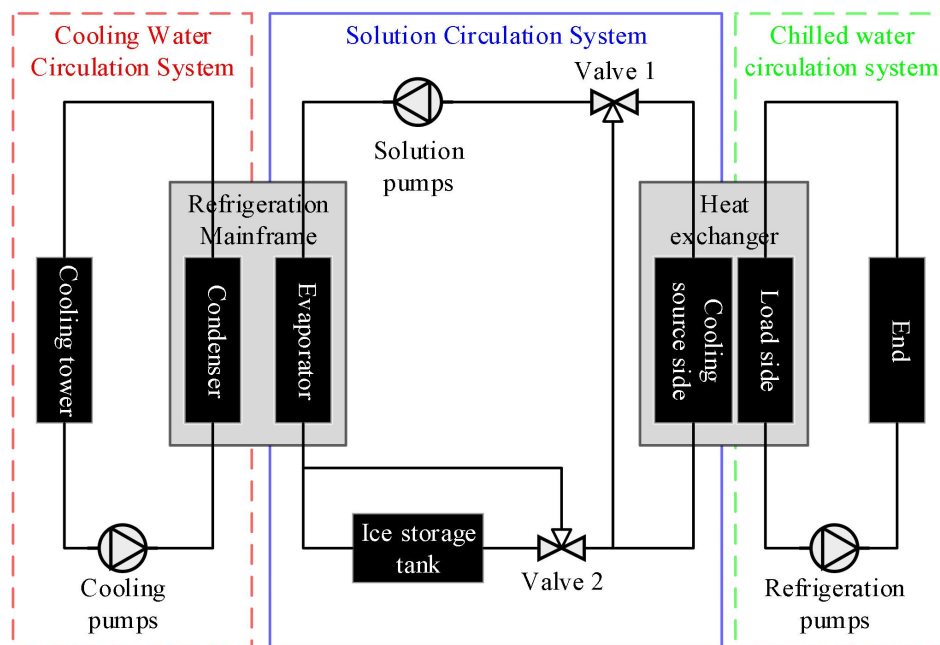 Cooling Water
Circulation System
Solution Circulation System
Chilled water
circulation system
Valve 1
Solution
pumps
Refrigeration
Mainframe
Heat
exchanger
Cooling tower
Condenser
Evaporator
Cooling
source side
Load side
End
Ice storage
tank
Valve 2
Cooling
pumps
Refrigeration
pumps